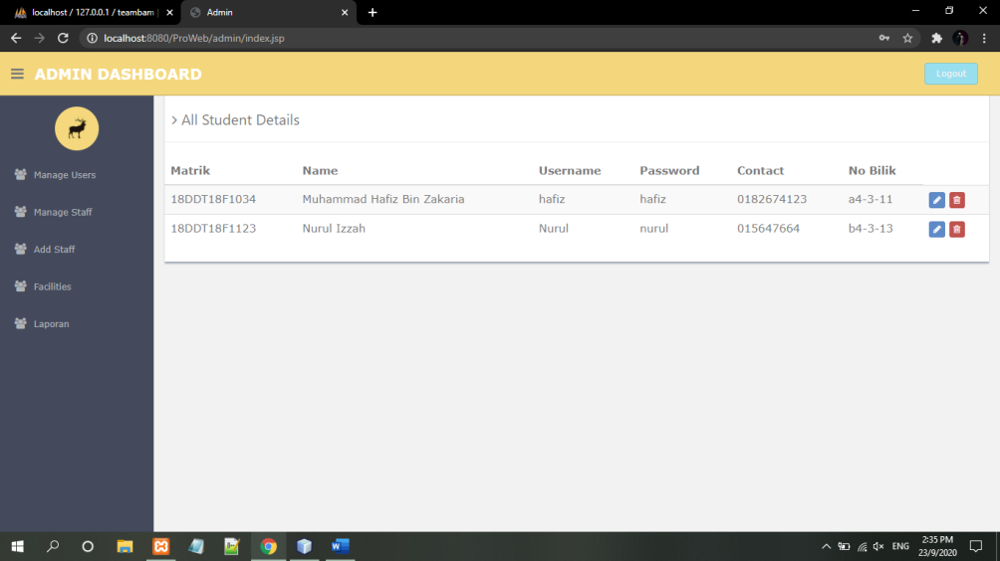 localhost / 127.0.0.1 / teambam
Admin
localhost:8080/ProWeb/admin/index.jsp
ADMIN DASHBOARD
Logout
Manage Users
Manage Staff
Add Staff
Facilities
Laporan
> All Student Details
Matrik Name Username Password Contact No Bilik
18DDT18F1034 Muhammad Hafiz Bin Zakaria hafiz hafiz 0182674123 a4-3-11
18DDT18F1123 Nurul Izzah Nurul nurul 015647664 b4-3-13
ENG
2:35 PM
23/9/2020